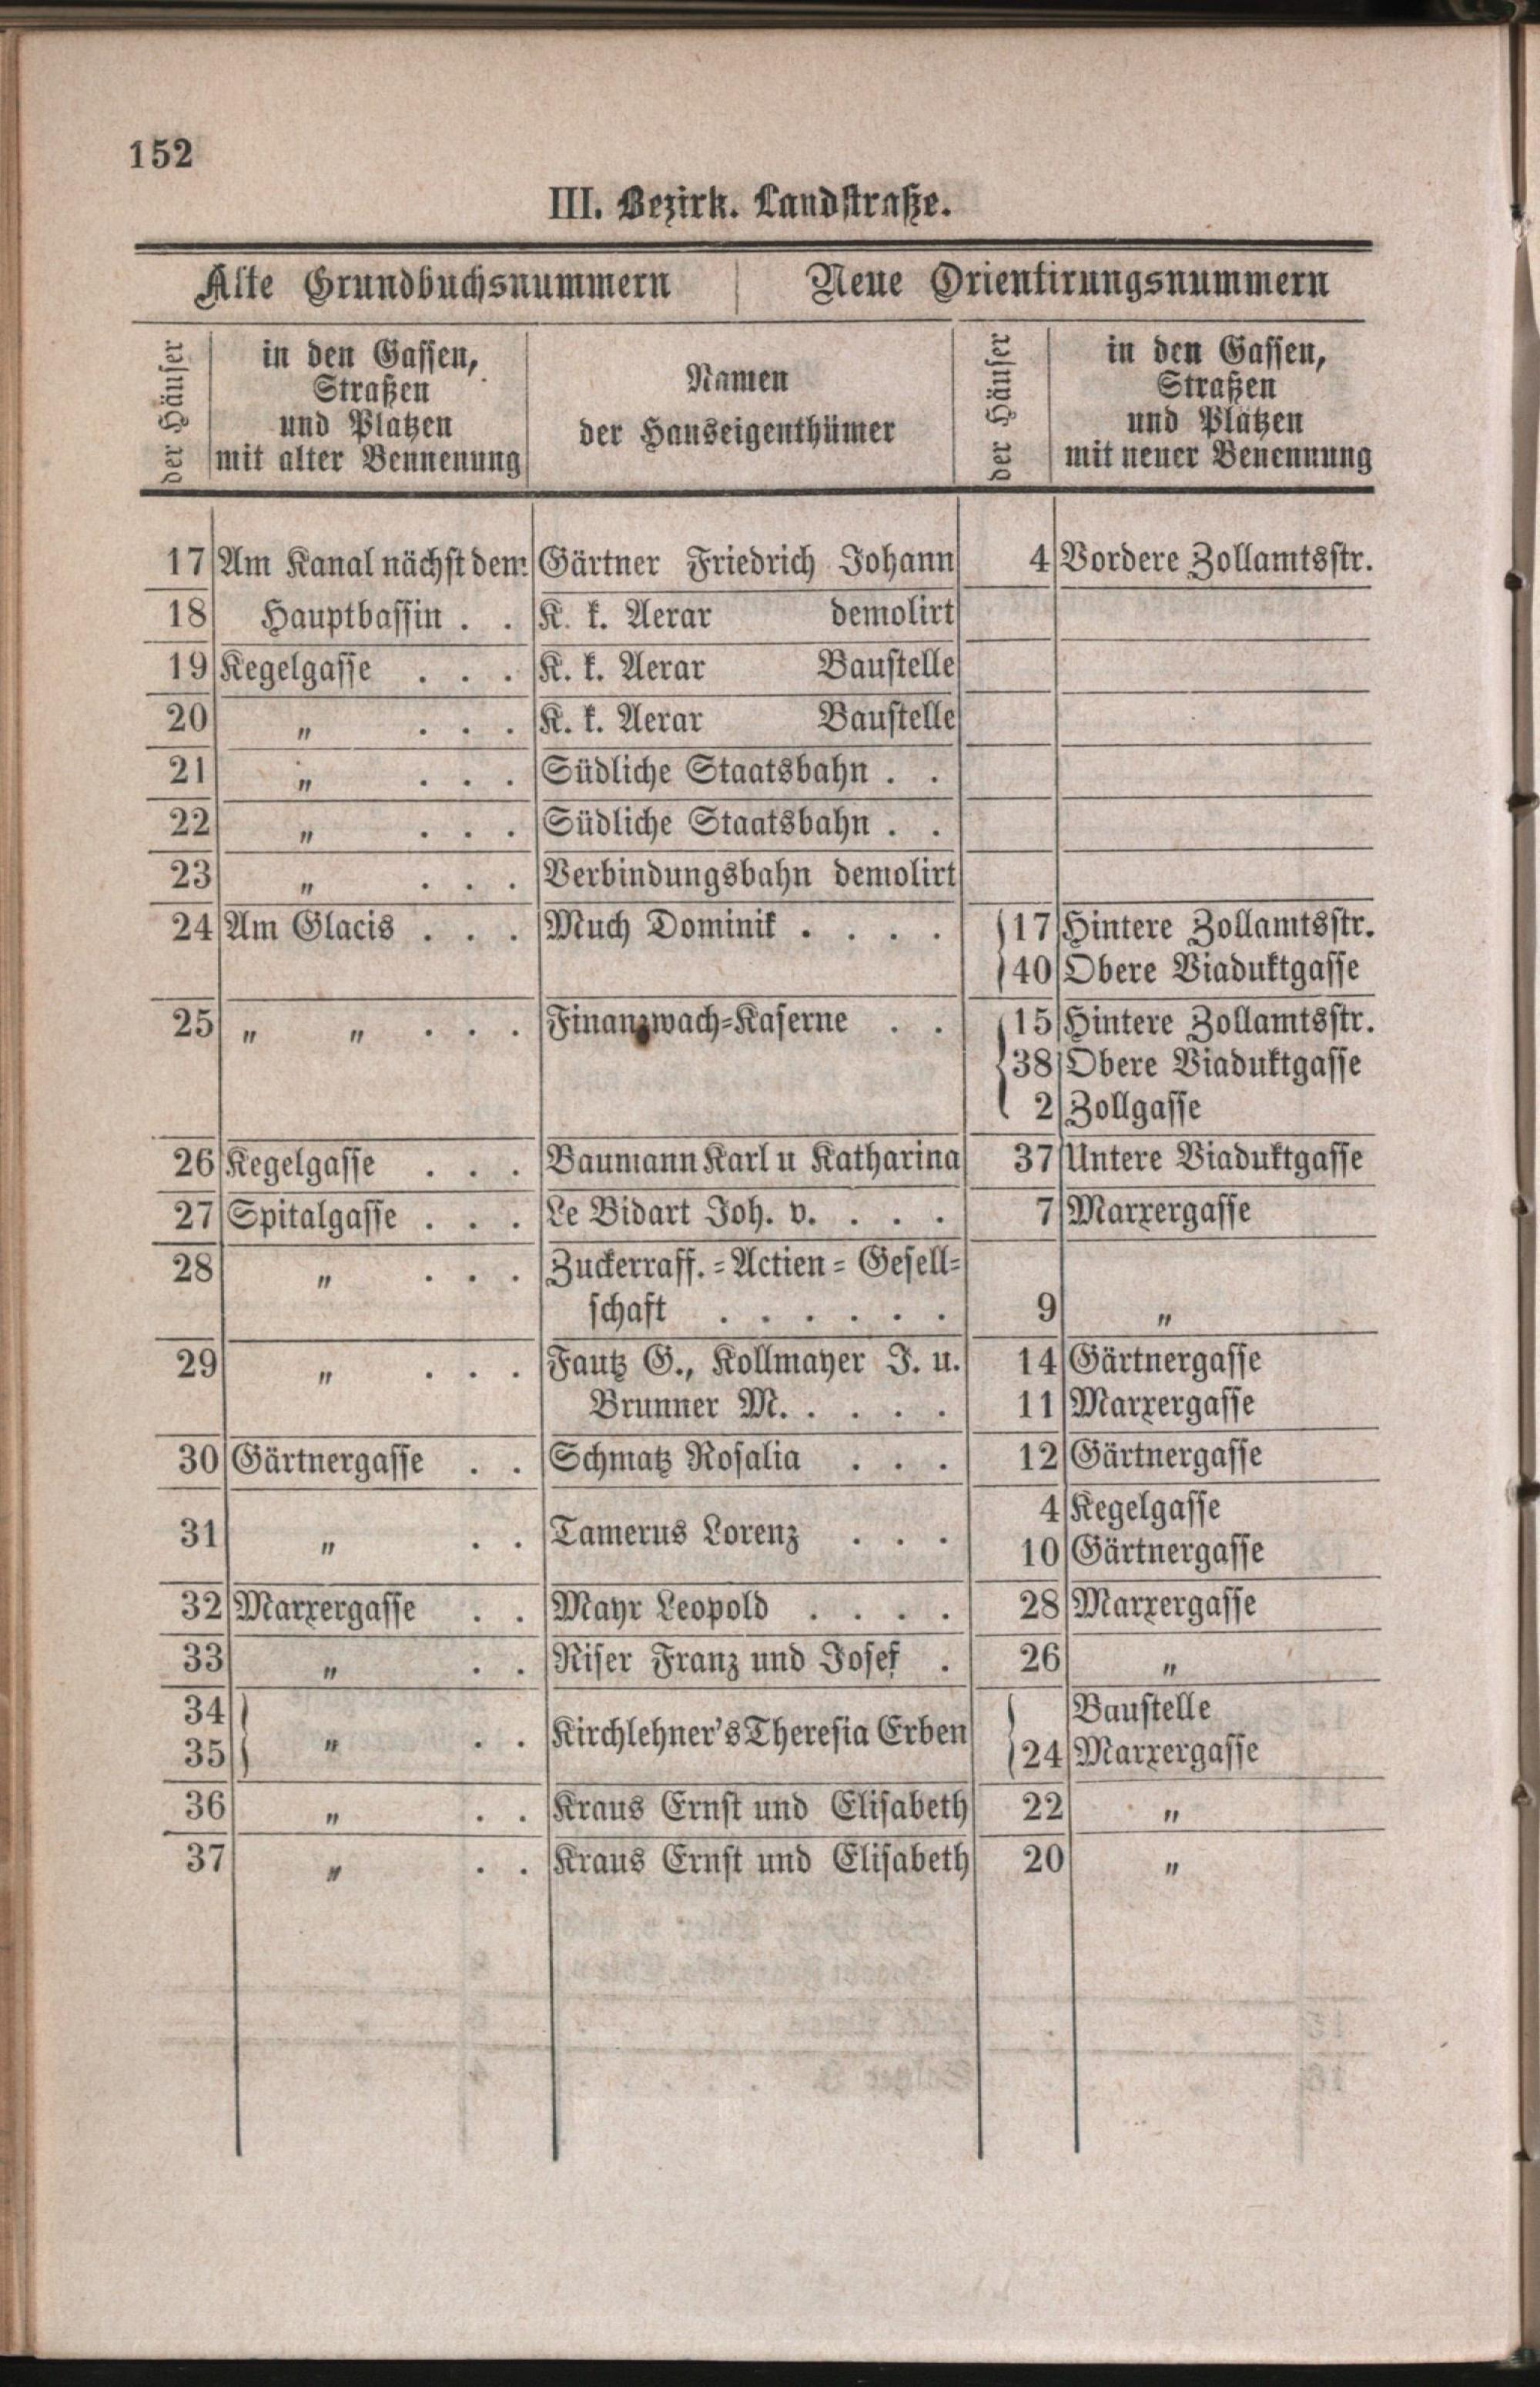 152
III. Bezirk. Landstraße.
Alte Grundbuchsnummern Neue Orientirungsnummern
der Häuser
in den Gassen,
Straßen
und Platzen
mit alter Bennenung
Namen
der Hauseigenthümer
der Häuser
in den Gassen,
Straßen
und Plätzen
mit neuer Benennung
17 Am Kanal nächst dem Gärtner Friedrich Johann 4 Vordere Zollamtsstr.
18 Hauptbassin . . K. k. Aerar demolirt
19 Kegelgasse . . . K. k. Aerar Baustelle
20 " . . . K. k. Aerar Baustelle
21 " . . . Südliche Staatsbahn . .
22 " . . . Südliche Staatsbahn . .
23 " . . . Verbindungsbahn demolirt
24 Am Glacis . . . Much Dominik . . . . 17 Hintere Zollamtsstr.
40 Obere Viaduktgasse
25 " " . . . Finanzwach-Kaserne . . 15 Hintere Zollamtsstr.
38 Obere Viaduktgasse
2 Zollgasse
26 Kegelgasse . . . Baumann Karl u Katharina 37 Untere Viaduktgasse
27 Spitalgasse . . . Le Bidart Joh. v. . . . 7 Marxergasse
28 " . . . Zuckerraff.-Actien-Gesell-
schaft . . . . . . 9 "
29 " . . . Fautz G., Kollmayer J. u. 14 Gärtnergasse
Brunner M. . . . . 11 Marxergasse
30 Gärtnergasse . . Schmatz Rosalia . . . 12 Gärtnergasse
4 Kegelgasse
31 " . . Tamerus Lorenz . . .
10 Gärtnergasse
32 Marxergasse . . Mayr Leopold . . . . 28 Marxergasse
33 " . . Riser Franz und Josef . 26 "
34 Baustelle
" . . Kirchlehner's Theresia Erben
35 24 Marxergasse
36 " . . Kraus Ernst und Elisabeth 22 "
37 " . . Kraus Ernst und Elisabeth 20 "